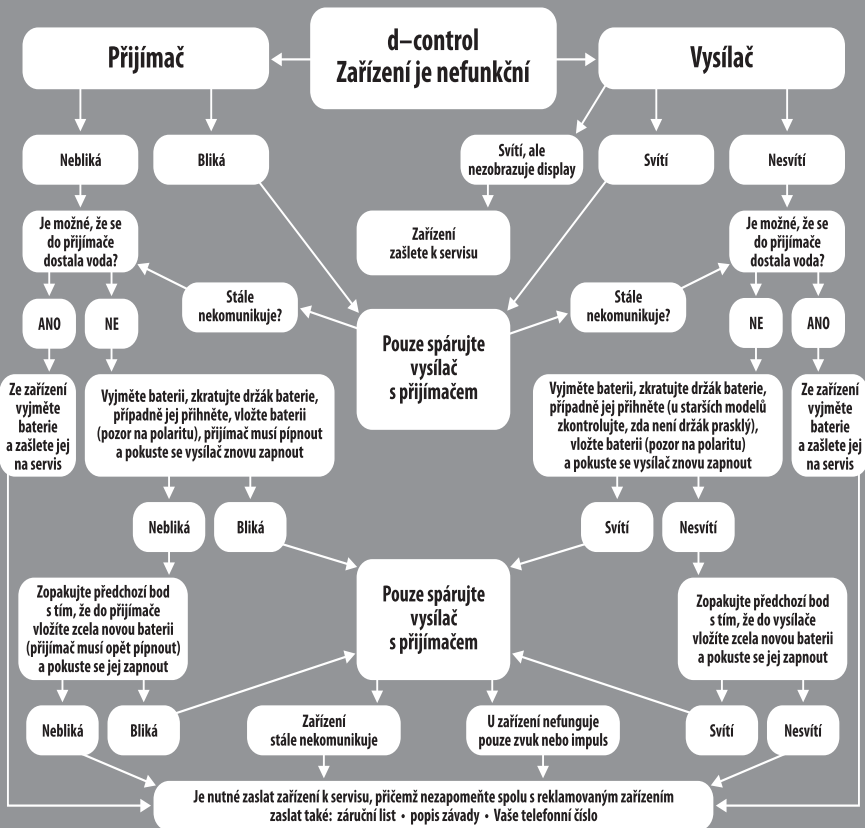 d–control
Zařízení je nefunkční
Přijímač
Vysílač
Nebliká
Bliká
Svítí, ale
nezobrazuje display
Svítí
Nesvítí
Je možné, že se
do přijímače
dostala voda?
Zařízení
zašlete k servisu
Je možné, že se
do přijímače
dostala voda?
Stále
nekomunikuje?
Stále
nekomunikuje?
ANO
NE
Pouze spárujte
vysílač
s přijímačem
NE
ANO
Ze zařízení
vyjměte
baterie
a zašlete jej
na servis
Vyjměte baterii, zkratujte držák baterie,
případně jej přihněte, vložte baterii
(pozor na polaritu), přijímač musí pípnout
a pokuste se vysílač znovu zapnout
Vyjměte baterii, zkratujte držák baterie,
případně jej přihněte (u starších modelů
zkontrolujte, zda není držák prasklý),
vložte baterii (pozor na polaritu)
a pokuste se vysílač znovu zapnout
Ze zařízení
vyjměte
baterie
a zašlete jej
na servis
Nebliká
Bliká
Svítí
Nesvítí
Zopakujte předchozí bod
s tím, že do přijímače
vložíte zcela novou baterii
(přijímač musí opět pípnout)
a pokuste se jej zapnout
Pouze spárujte
vysílač
s přijímačem
Zopakujte předchozí bod
s tím, že do vysílače
vložíte zcela novou baterii
a pokuste se jej zapnout
Nebliká
Bliká
Zařízení
stále nekomunikuje
U zařízení nefunguje
pouze zvuk nebo impuls
Svítí
Nesvítí
Je nutné zaslat zařízení k servisu, přičemž nezapomeňte spolu s reklamovaným zařízením
zaslat také: záruční list • popis závady • Vaše telefonní číslo